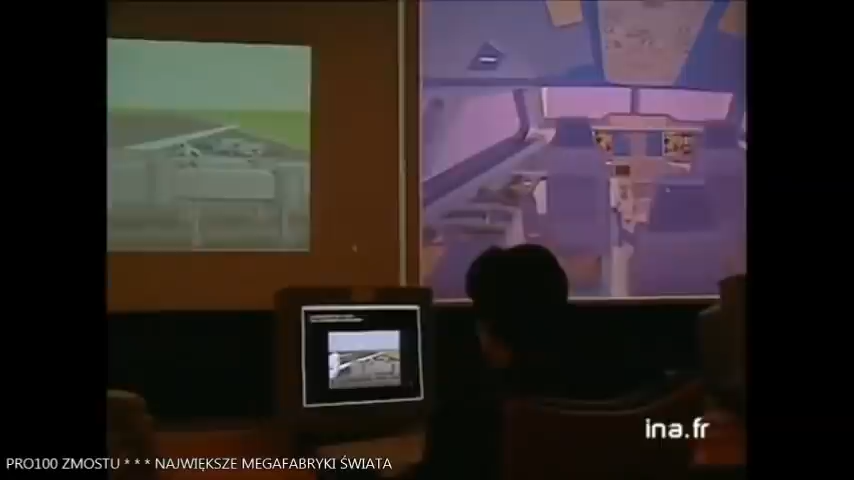 ina.fr
PRO100 ZMOSTU * * * NAJWIĘKSZE MEGAFABRYKI ŚWIATA